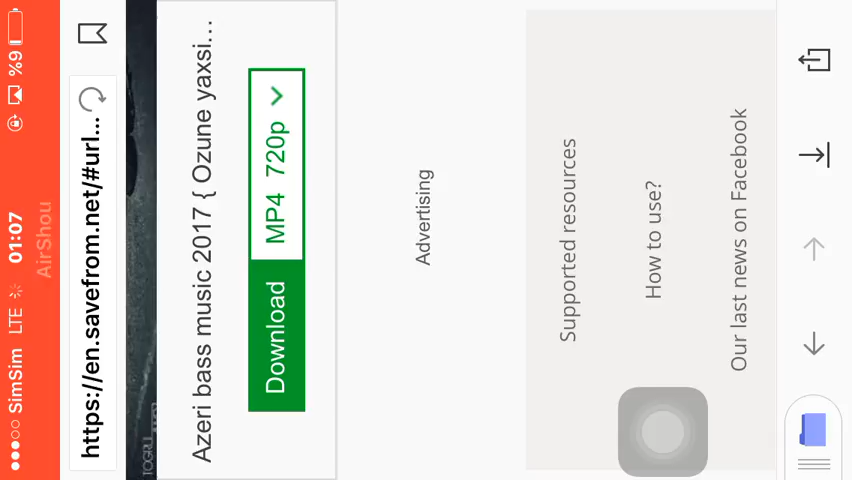 ●●●○○ SimSim LTE 01:07 %9
AirShou
https://en.savefrom.net/#url...
TOGRU
Azeri bass music 2017 { Ozune yaxsi...
Download MP4 720p
Advertising
Supported resources
How to use?
Our last news on Facebook